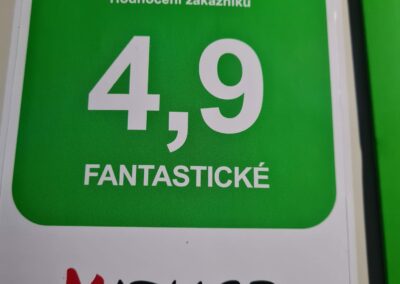 Hodnocení zákazníků
4,9
FANTASTICKÉ